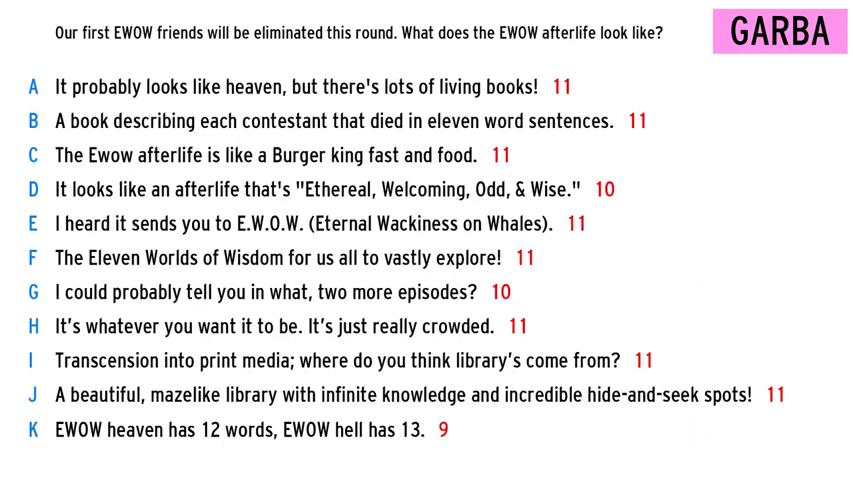 Our first EWOW friends will be eliminated this round. What does the EWOW afterlife look like?
GARBA
A It probably looks like heaven, but there's lots of living books! 11
B A book describing each contestant that died in eleven word sentences. 11
C The Ewow afterlife is like a Burger king fast and food. 11
D It looks like an afterlife that's "Ethereal, Welcoming, Odd, & Wise." 10
E I heard it sends you to E.W.O.W. (Eternal Wackiness on Whales). 11
F The Eleven Worlds of Wisdom for us all to vastly explore! 11
G I could probably tell you in what, two more episodes? 10
H It’s whatever you want it to be. It’s just really crowded. 11
I Transcension into print media; where do you think library’s come from? 11
J A beautiful, mazelike library with infinite knowledge and incredible hide-and-seek spots! 11
K EWOW heaven has 12 words, EWOW hell has 13. 9